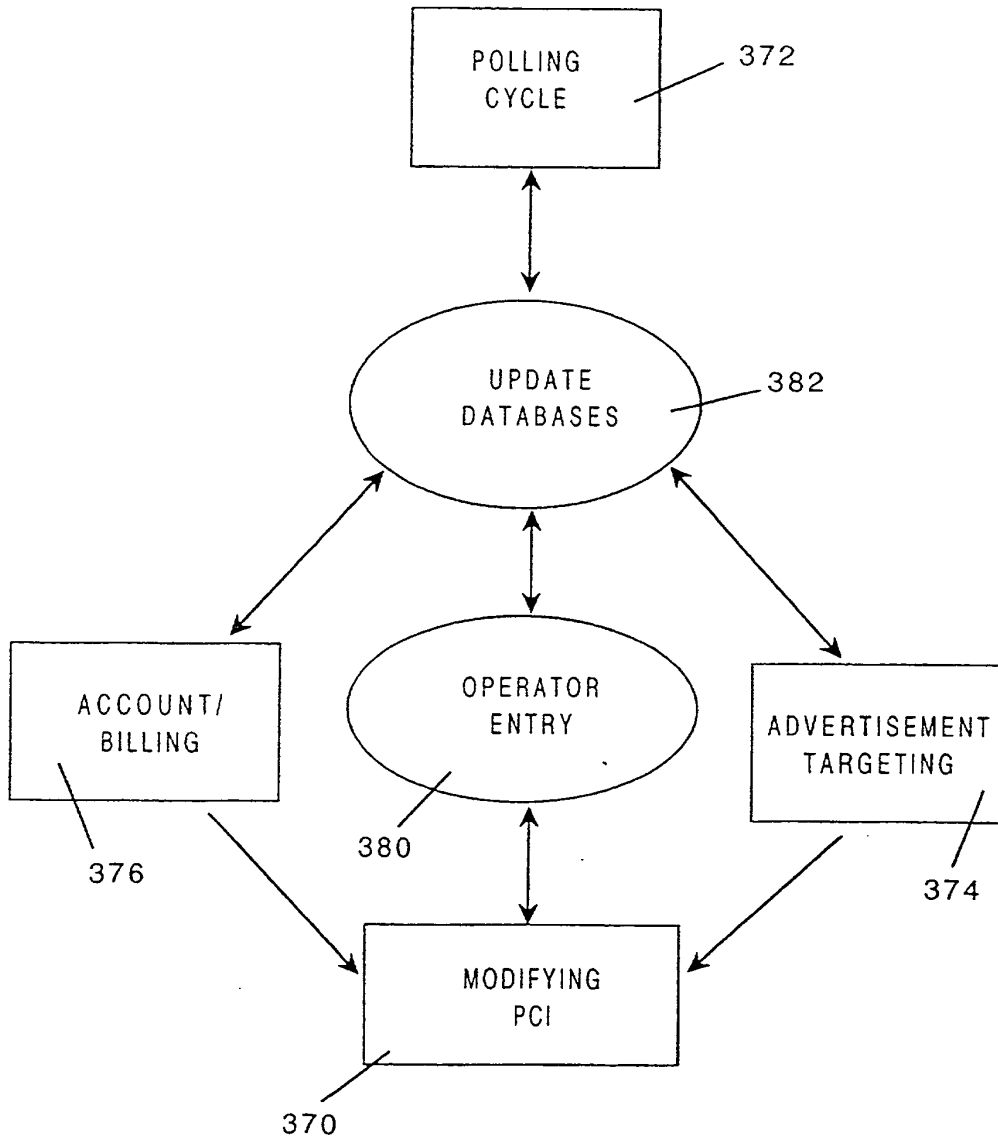 POLLING
CYCLE
372
UPDATE
DATABASES
382
ACCOUNT/
BILLING
376
OPERATOR
ENTRY
380
ADVERTISEMENT
TARGETING
374
MODIFYING
PCI
370